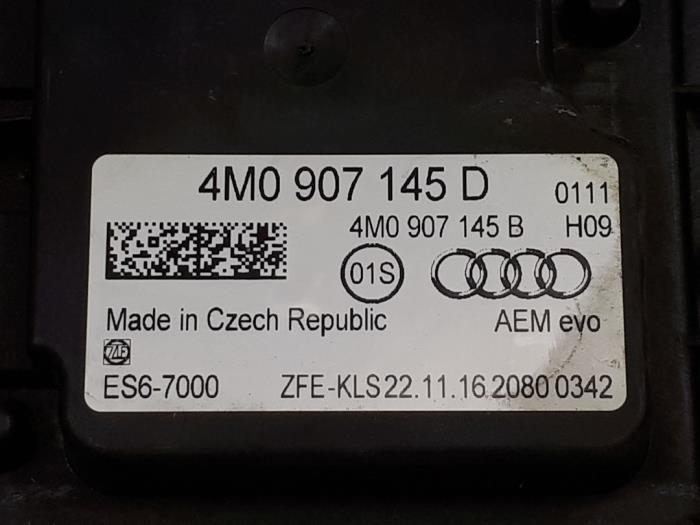 4M0 907 145 D
0111
4M0 907 145 B H09
01S
Made in Czech Republic AEM evo
ZF
ES6-7000 ZFE-KLS 22.11.16 2080 0342